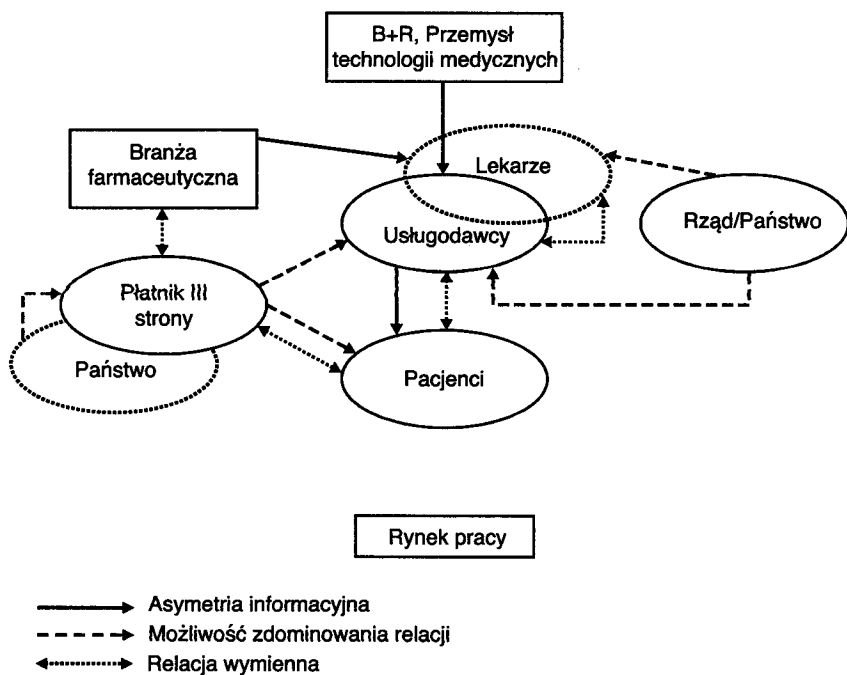 B+R, Przemysł
technologii medycznych
Branża
farmaceutyczna
Lekarze
Usługodawcy
Rząd/Państwo
Płatnik III
strony
Państwo
Pacjenci
Rynek pracy
Asymetria informacyjna
Możliwość zdominowania relacji
Relacja wymienna